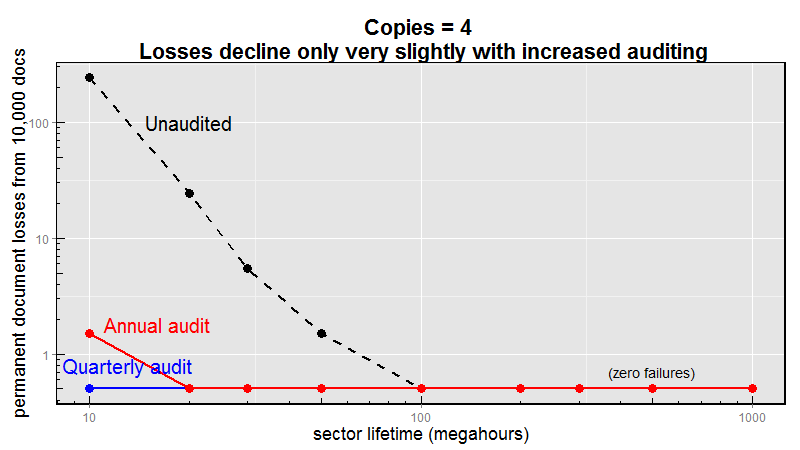 Copies = 4
Losses decline only very slightly with increased auditing
permanent document losses from 10,000 docs
100
10
1
Unaudited
Annual audit
Quarterly audit
(zero failures)
10
100
1000
sector lifetime (megahours)